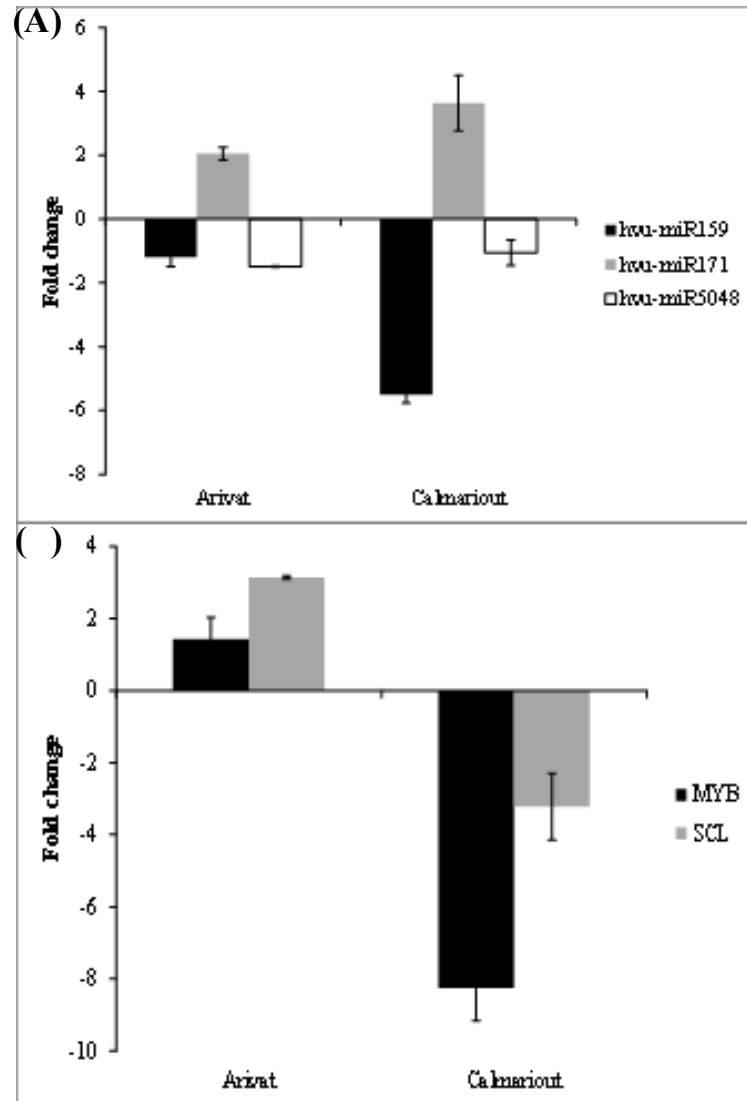 (A)
6
4
2
0
-2
-4
-6
-8
Fold change
hvu-miR159
hvu-miR171
hvu-miR5048
Arivat
Calmariout
( )
4
2
0
-2
-4
-6
-8
-10
Fold change
MYB
SCL
Arivat
Calmariout